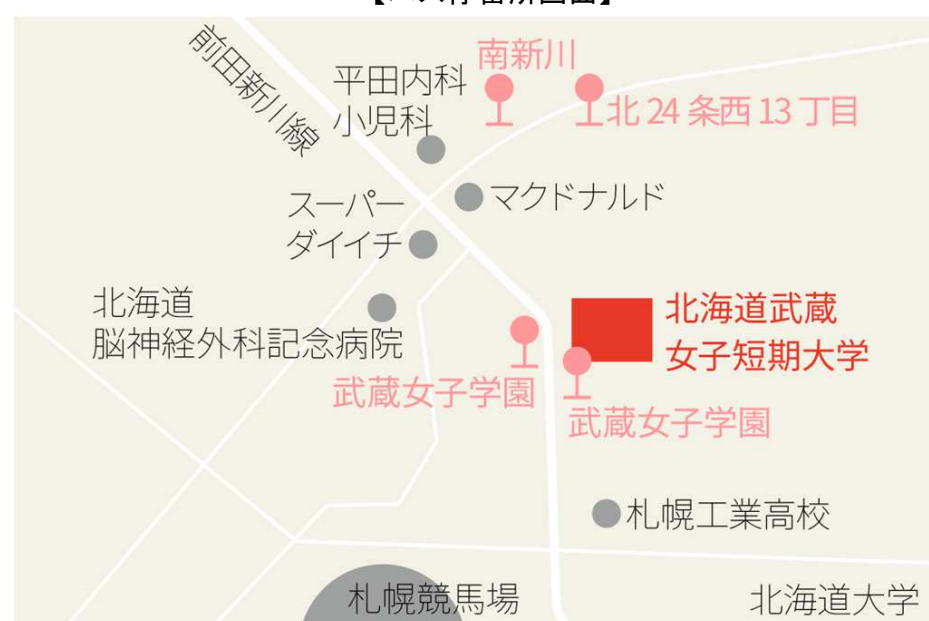 前田新川線
平田内科
小児科
南新川
北24条西13丁目
マクドナルド
スーパー
ダイイチ
北海道
脳神経外科記念病院
北海道武蔵
女子短期大学
武蔵女子学園
武蔵女子学園
札幌工業高校
札幌競馬場
北海道大学